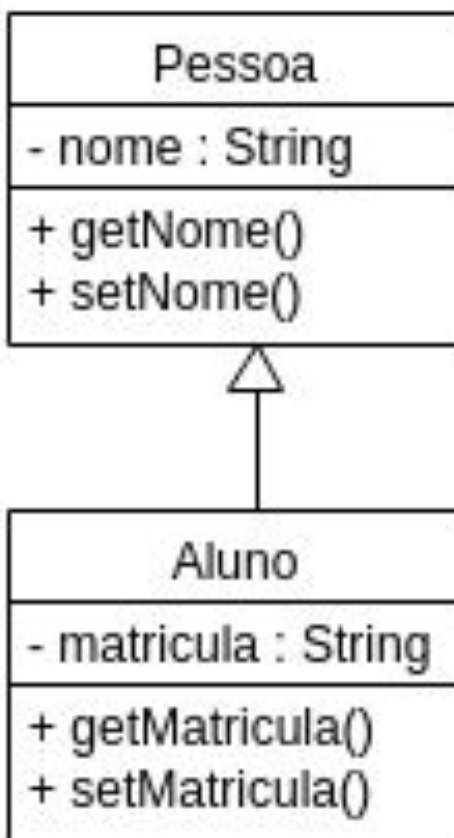 Pessoa
- nome : String
+ getNome()
+ setNome()
Aluno
- matricula : String
+ getMatricula()
+ setMatricula()